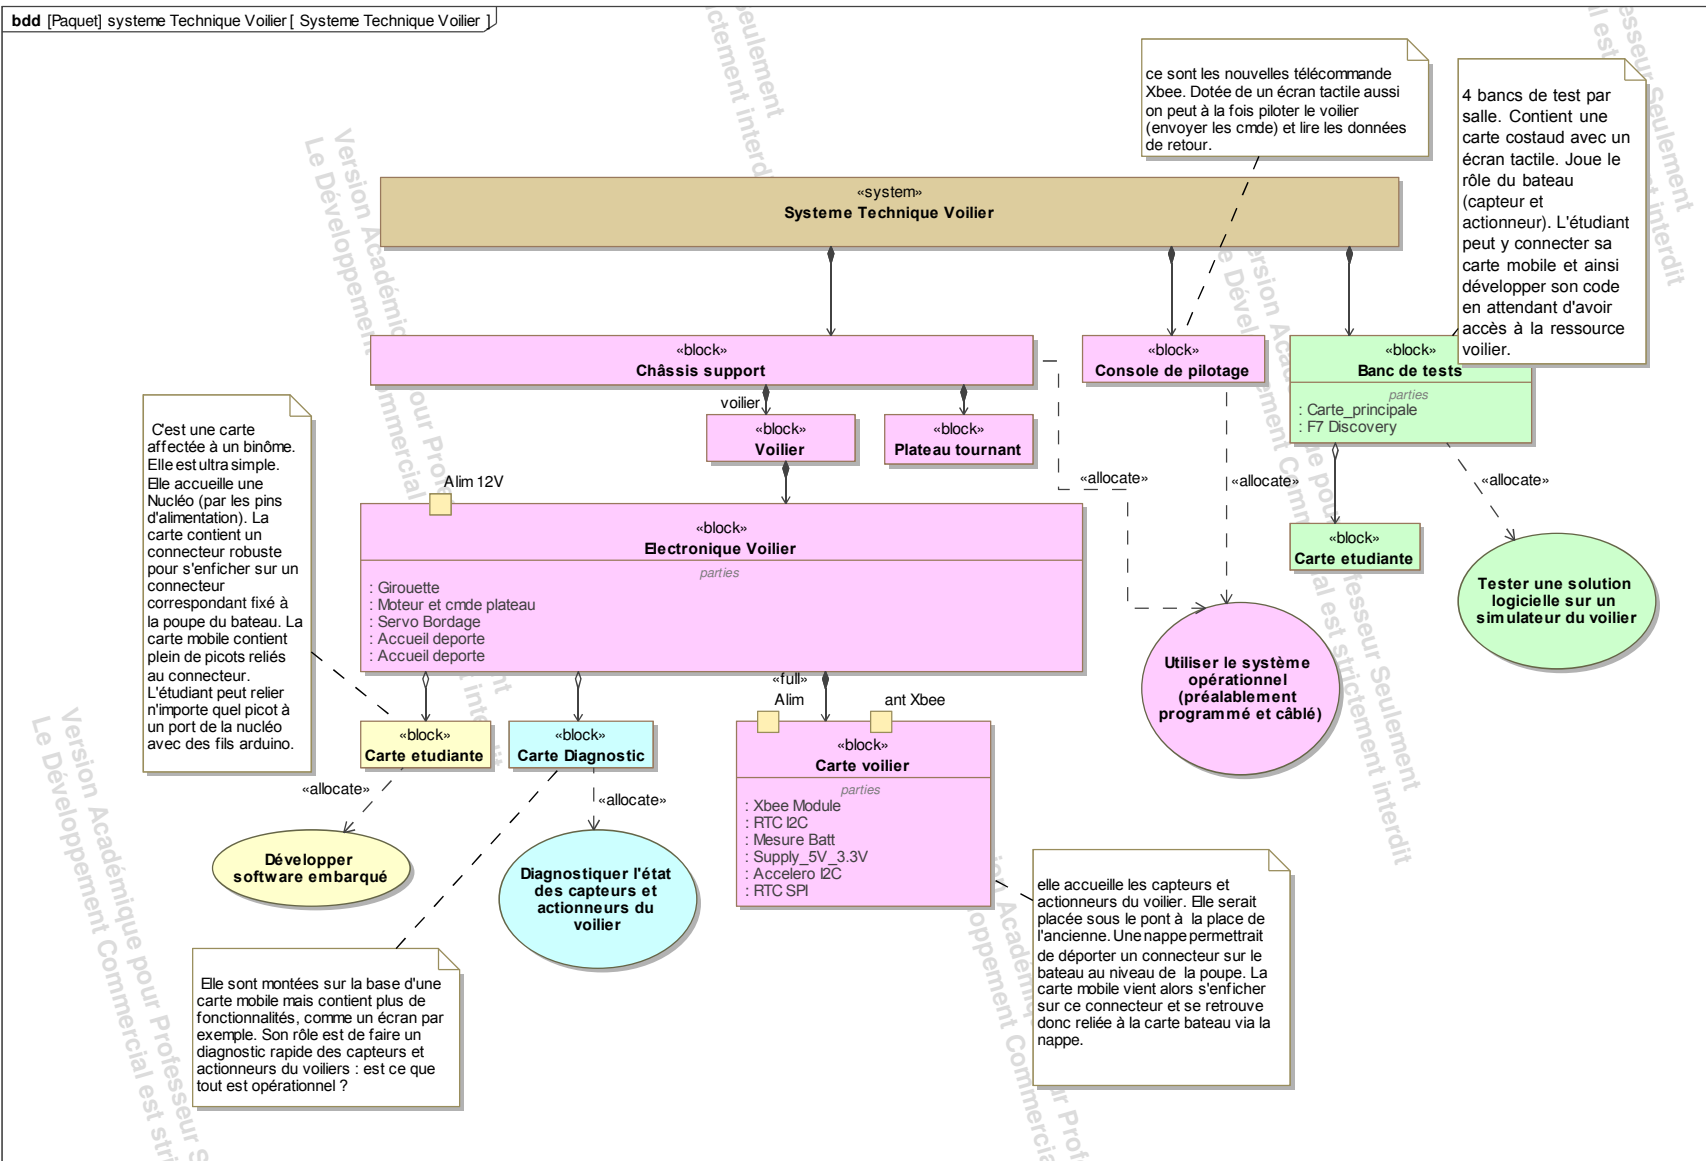 bdd [Paquet] systeme Technique Voilier [ Systeme Technique Voilier ]
ce sont les nouvelles télécommande
Xbee. Dotée de un écran tactile aussi
on peut à la fois piloter le voilier
(envoyer les cmde) et lire les données
de retour.
4 bancs de test par
salle. Contient une
carte costaud avec un
écran tactile. Joue le
rôle du bateau
(capteur et
actionneur). L'étudiant
peut y connecter sa
carte mobile et ainsi
développer son code
en attendant d'avoir
accès à la ressource
voilier.
«system»
Systeme Technique Voilier
«block»
Châssis support
«block»
Console de pilotage
«block»
Banc de tests
parties
: Carte_principale
: F7 Discovery
voilier
«block»
Voilier
«block»
Plateau tournant
«allocate»
«allocate»
«allocate»
C'est une carte
affectée à un binôme.
Elle est ultra simple.
Elle accueille une
Nucléo (par les pins
d'alimentation). La
carte contient un
connecteur robuste
pour s'enficher sur un
connecteur
correspondant fixé à
la poupe du bateau. La
carte mobile contient
plein de picots reliés
au connecteur.
L'étudiant peut relier
n'importe quel picot à
un port de la nucléo
avec des fils arduino.
Alim 12V
«block»
Electronique Voilier
parties
: Girouette
: Moteur et cmde plateau
: Servo Bordage
: Accueil deporte
: Accueil deporte
«block»
Carte etudiante
Tester une solution
logicielle sur un
simulateur du voilier
Utiliser le système
opérationnel
(préalablement
programmé et câblé)
«full»
Alim
ant Xbee
«block»
Carte etudiante
«block»
Carte Diagnostic
«block»
Carte voilier
parties
: Xbee Module
: RTC I2C
: Mesure Batt
: Supply_5V_3.3V
: Accelero I2C
: RTC SPI
«allocate»
«allocate»
Développer
software embarqué
Diagnostiquer l'état
des capteurs et
actionneurs du
voilier
elle accueille les capteurs et
actionneurs du voilier. Elle serait
placée sous le pont à la place de
l'ancienne. Une nappe permettrait
de déporter un connecteur sur le
bateau au niveau de la poupe. La
carte mobile vient alors s'enficher
sur ce connecteur et se retrouve
donc reliée à la carte bateau via la
nappe.
Elle sont montées sur la base d'une
carte mobile mais contient plus de
fonctionnalités, comme un écran par
exemple. Son rôle est de faire un
diagnostic rapide des capteurs et
actionneurs du voiliers : est ce que
tout est opérationnel ?